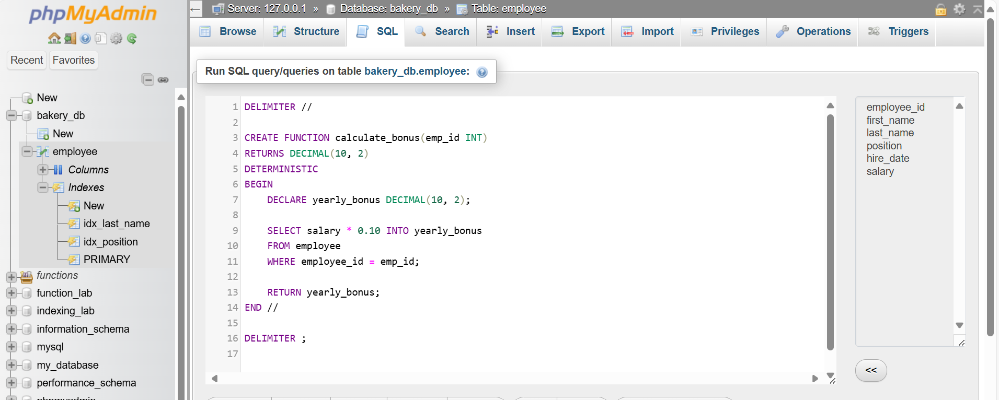 phpMyAdmin
Recent Favorites
New
bakery_db
New
employee
Columns
Indexes
New
idx_last_name
idx_position
PRIMARY
functions
function_lab
indexing_lab
information_schema
mysql
my_database
performance_schema
phpmyadmin
← Server: 127.0.0.1 » Database: bakery_db » Table: employee
Browse Structure SQL Search Insert Export Import Privileges Operations Triggers
Run SQL query/queries on table bakery_db.employee:
1 DELIMITER //
2
3 CREATE FUNCTION calculate_bonus(emp_id INT)
4 RETURNS DECIMAL(10, 2)
5 DETERMINISTIC
6 BEGIN
7 DECLARE yearly_bonus DECIMAL(10, 2);
8
9 SELECT salary * 0.10 INTO yearly_bonus
10 FROM employee
11 WHERE employee_id = emp_id;
12
13 RETURN yearly_bonus;
14 END //
15
16 DELIMITER ;
17
employee_id
first_name
last_name
position
hire_date
salary
<<